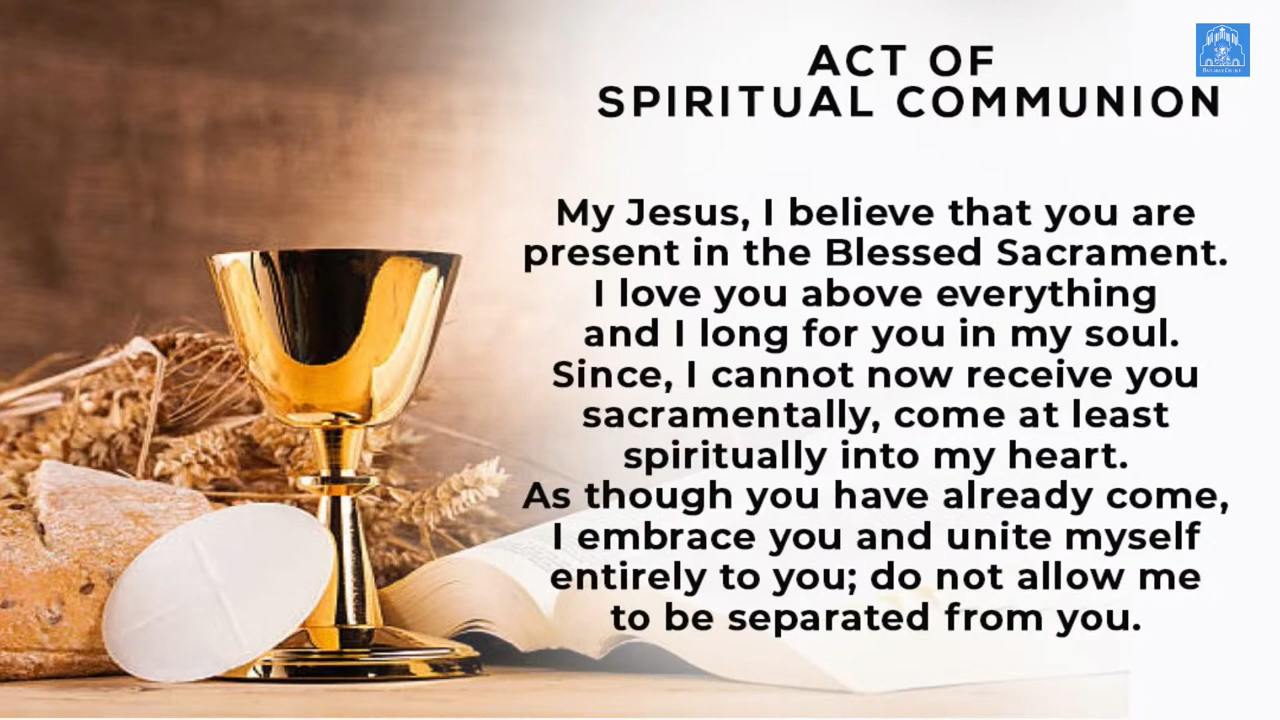 ACT OF
SPIRITUAL COMMUNION
My Jesus, I believe that you are
present in the Blessed Sacrament.
I love you above everything
and I long for you in my soul.
Since, I cannot now receive you
sacramentally, come at least
spiritually into my heart.
As though you have already come,
I embrace you and unite myself
entirely to you; do not allow me
to be separated from you.